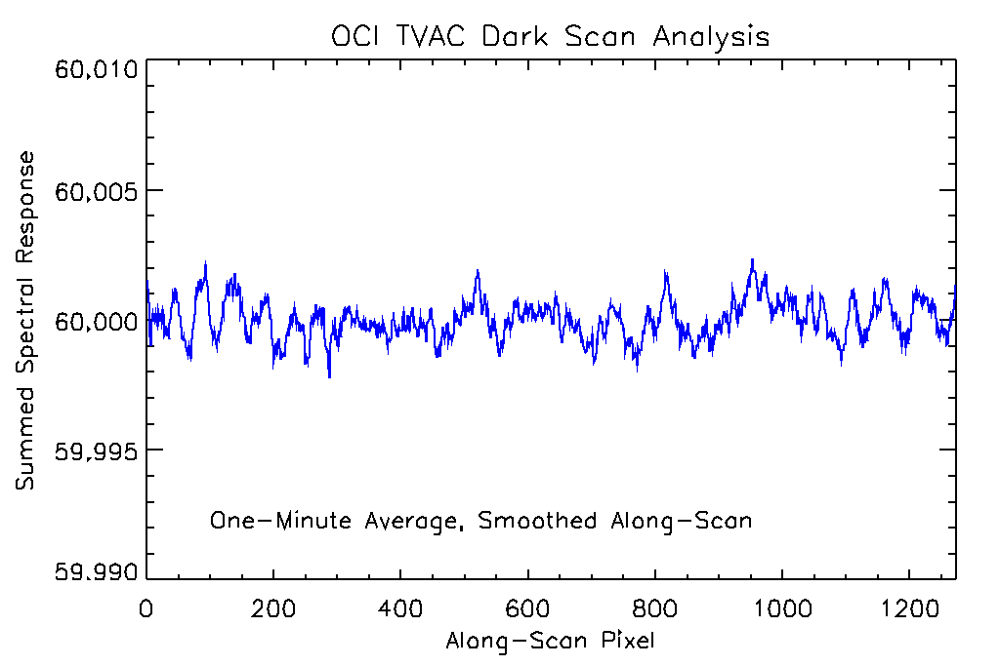 OCI TVAC Dark Scan Analysis
60.010
60.005
60.000
59.995
59.990
Summed Spectral Response
One-Minute Average, Smoothed Along-Scan
0 200 400 600 800 1000 1200
Along-Scan Pixel